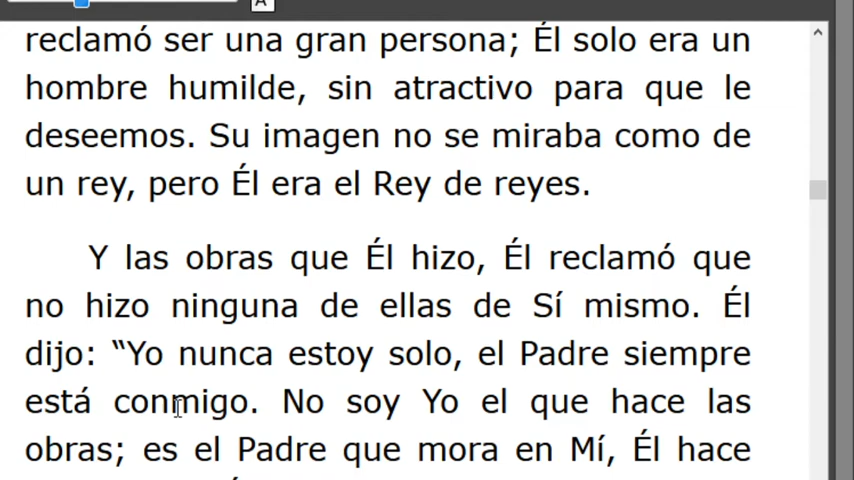 A
reclamó ser una gran persona; Él solo era un
hombre humilde, sin atractivo para que le
deseemos. Su imagen no se miraba como de
un rey, pero Él era el Rey de reyes.
Y las obras que Él hizo, Él reclamó que
no hizo ninguna de ellas de Sí mismo. Él
dijo: “Yo nunca estoy solo, el Padre siempre
está conmigo. No soy Yo el que hace las
obras; es el Padre que mora en Mí, Él hace